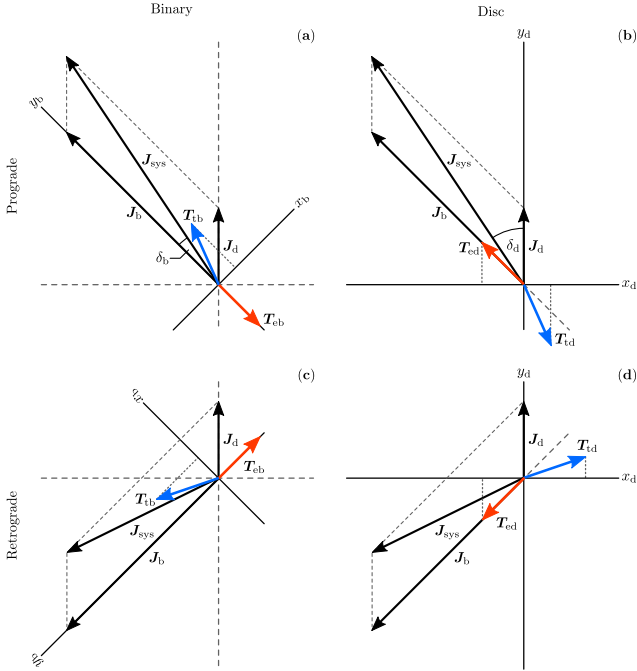 Binary
Disc
Prograde
Retrograde
(a)
y_b
x_b
J_sys
J_b
T_tb
J_d
δ_b
T_eb
(b)
y_d
x_d
J_sys
J_b
T_ed
δ_d
J_d
T_td
(c)
x_b
y_b
J_d
T_eb
T_tb
J_sys
J_b
(d)
y_d
x_d
J_d
T_td
T_ed
J_sys
J_b